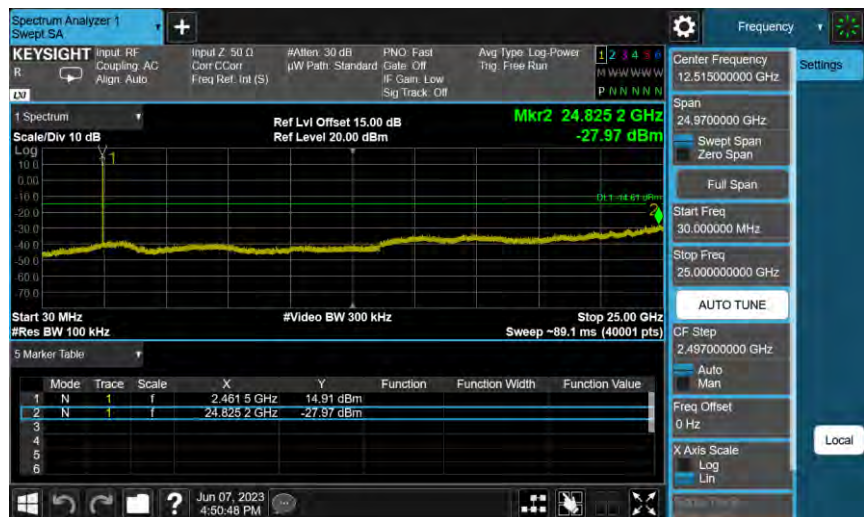 Spectrum Analyzer 1
Swept SA
Frequency
KEYSIGHT
R
LXI
Input: RF
Coupling: AC
Align: Auto
Input Z: 50 Ω
Corr CCorr
Freq Ref: Int (S)
#Atten: 30 dB
µW Path: Standard
PNO: Fast
Gate: Off
IF Gain: Low
Sig Track: Off
Avg Type: Log-Power
Trig: Free Run
1 2 3 4 5 6
M W W W W W
P N N N N N
1 Spectrum
Scale/Div 10 dB
Ref Lvl Offset 15.00 dB
Ref Level 20.00 dBm
Mkr2 24.825 2 GHz
-27.97 dBm
Log
10.0
0.00
-10.0
-20.0
-30.0
-40.0
-50.0
-60.0
-70.0
1
DL1 -14.61 dBm
2
Start 30 MHz
#Res BW 100 kHz
#Video BW 300 kHz
Stop 25.00 GHz
Sweep ~89.1 ms (40001 pts)
5 Marker Table
Mode Trace Scale X Y Function Function Width Function Value
1 N 1 f 2.461 5 GHz 14.91 dBm
2 N 1 f 24.825 2 GHz -27.97 dBm
3
4
5
6
Jun 07, 2023
4:50:48 PM
Center Frequency
12.515000000 GHz
Settings
Span
24.9700000 GHz
Swept Span
Zero Span
Full Span
Start Freq
30.000000 MHz
Stop Freq
25.000000000 GHz
AUTO TUNE
CF Step
2.497000000 GHz
Auto
Man
Freq Offset
0 Hz
X Axis Scale
Log
Lin
Local